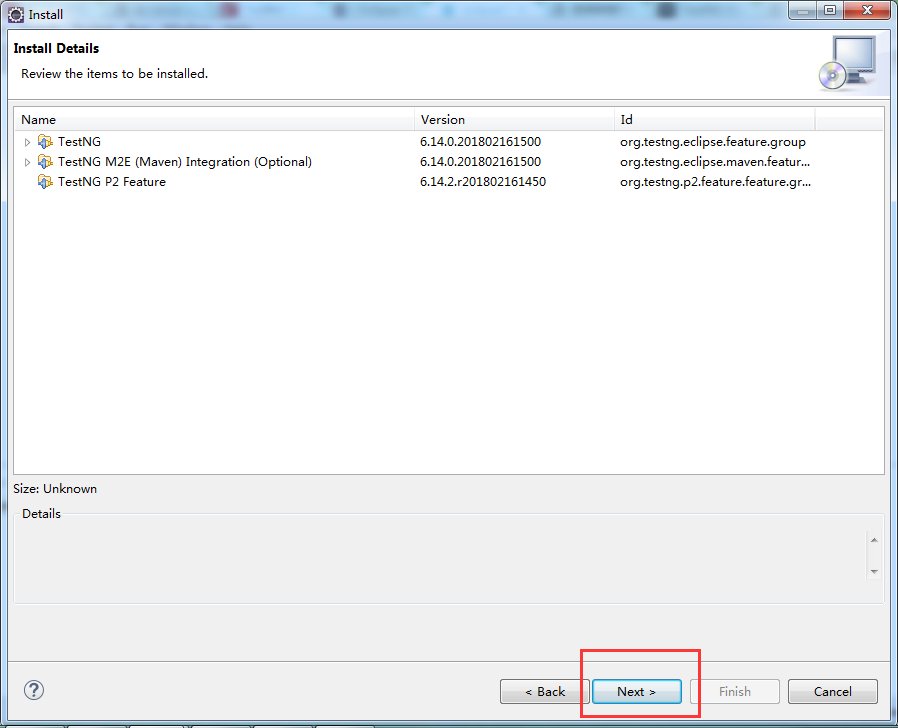 Install
Install Details
Review the items to be installed.
Name Version Id
TestNG 6.14.0.201802161500 org.testng.eclipse.feature.group
TestNG M2E (Maven) Integration (Optional) 6.14.0.201802161500 org.testng.eclipse.maven.featur...
TestNG P2 Feature 6.14.2.r201802161450 org.testng.p2.feature.feature.gr...
Size: Unknown
Details
? < Back Next > Finish Cancel